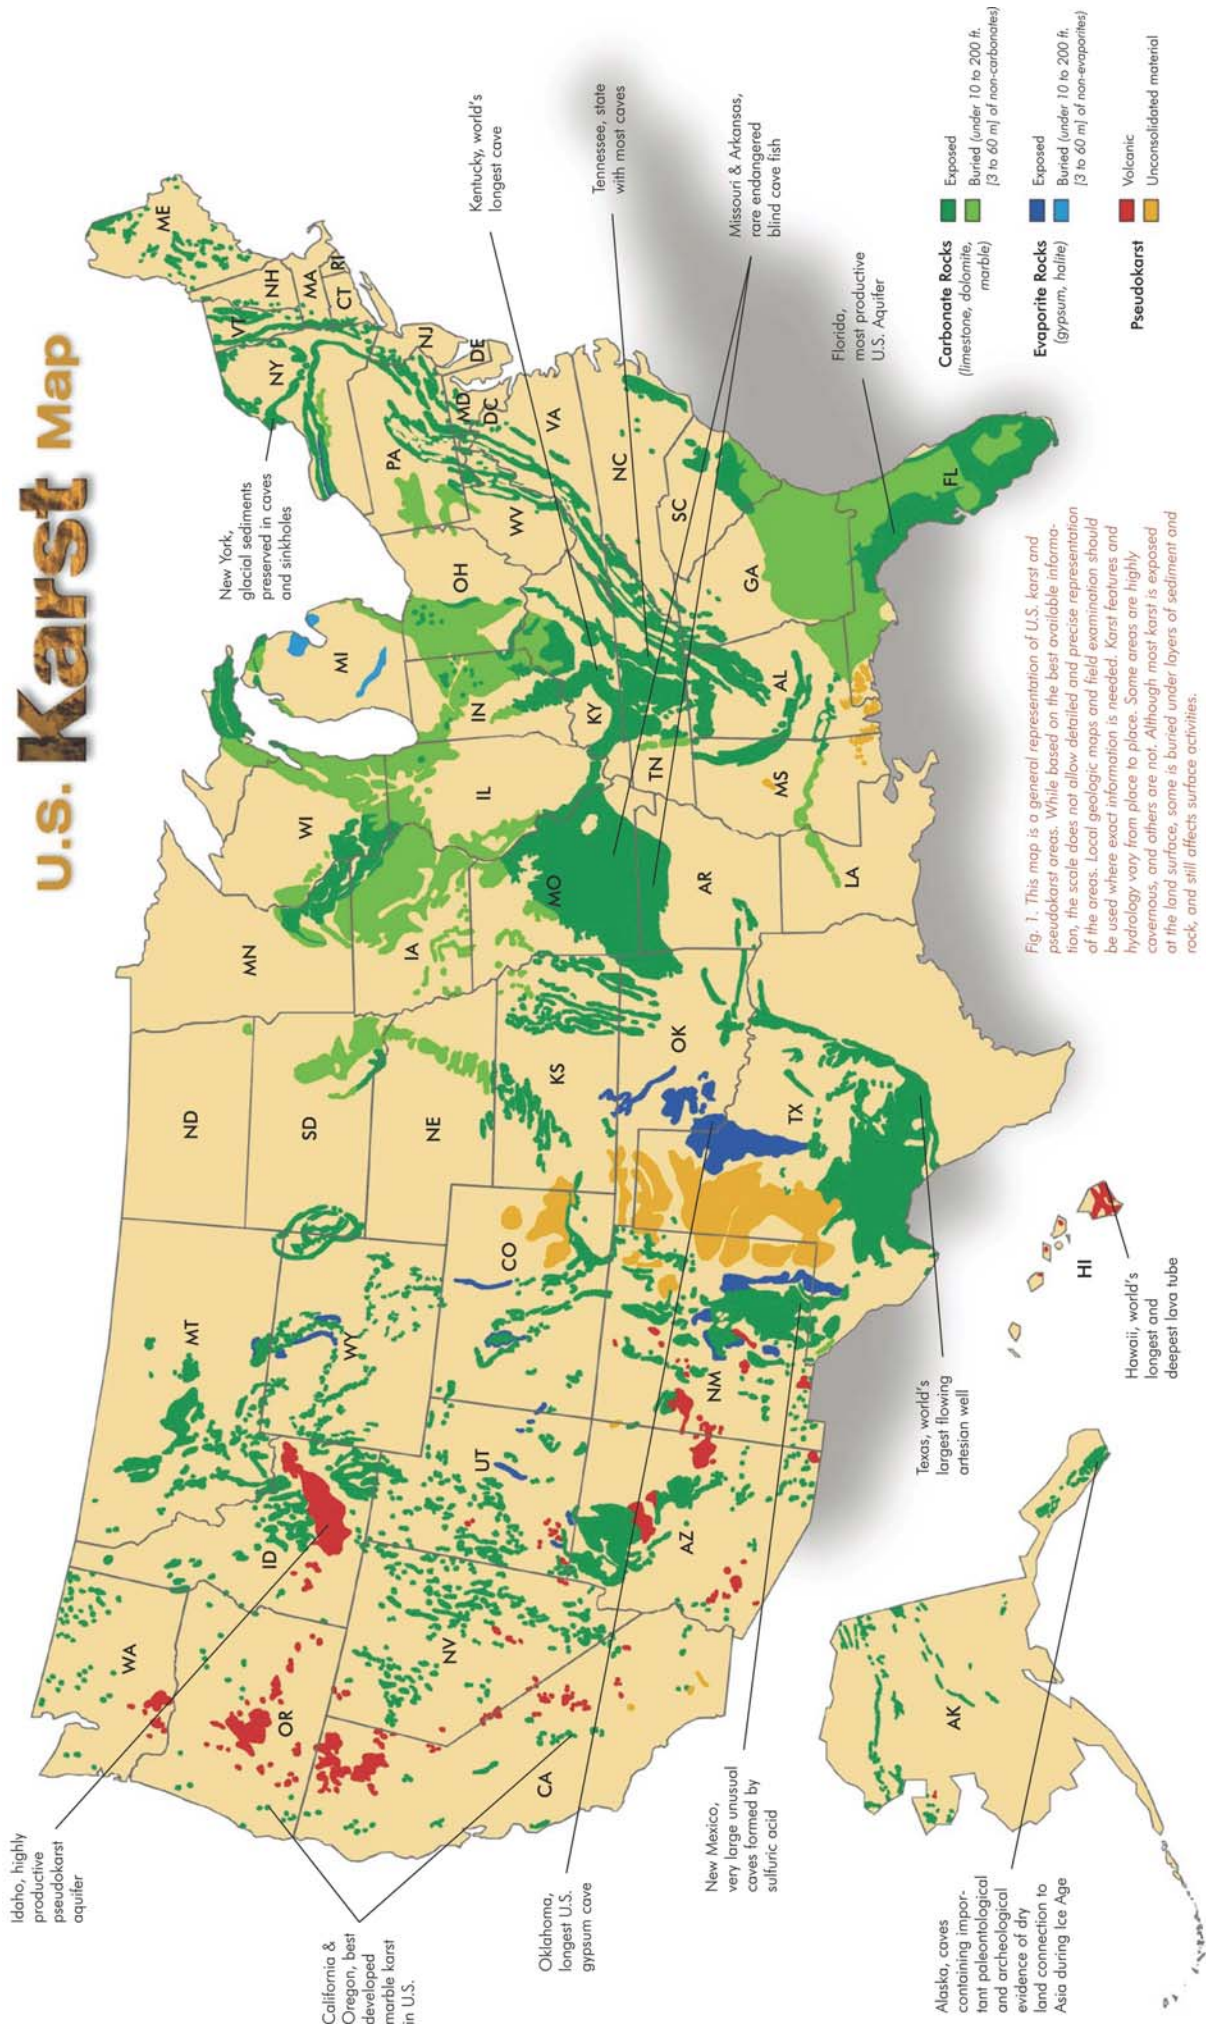 U.S. Karst Map
New York,
glacial sediments
preserved in caves
and sinkholes
Kentucky, world's
longest cave
Tennessee, state
with most caves
Missouri & Arkansas,
rare endangered
blind cave fish
Florida,
most productive
U.S. Aquifer
Idaho, highly
productive
pseudokarst
aquifer
California &
Oregon, best
developed
marble karst
in U.S.
Oklahoma,
longest U.S.
gypsum cave
New Mexico,
very large unusual
caves formed by
sulfuric acid
Alaska, caves
containing impor-
tant paleontological
and archeological
evidence of dry
land connection to
Asia during Ice Age
Texas, world's
largest flowing
artesian well
Hawaii, world's
longest and
deepest lava tube
WA
OR
CA
ID
NV
MT
WY
UT
AZ
CO
NM
ND
SD
NE
KS
OK
TX
MN
IA
MO
AR
LA
WI
IL
MS
MI
IN
KY
TN
AL
OH
WV
GA
FL
SC
NC
VA
PA
MD
DC
DE
NJ
NY
VT
NH
MA
CT
RI
ME
AK
HI
Carbonate Rocks
(limestone, dolomite,
marble)
Exposed
Buried (under 10 to 200 ft.
[3 to 60 m] of non-carbonates)
Evaporite Rocks
(gypsum, halite)
Exposed
Buried (under 10 to 200 ft.
[3 to 60 m] of non-evaporites)
Pseudokarst
Volcanic
Unconsolidated material
Fig. 1. This map is a general representation of U.S. karst and
pseudokarst areas. While based on the best available informa-
tion, the scale does not allow detailed and precise representation
of the areas. Local geologic maps and field examination should
be used where exact information is needed. Karst features and
hydrology vary from place to place. Some areas are highly
cavernous, and others are not. Although most karst is exposed
at the land surface, some is buried under layers of sediment and
rock, and still affects surface activities.